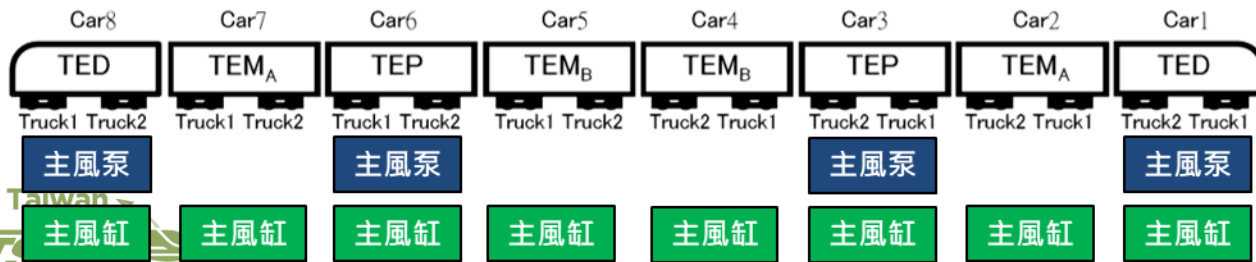 Car8 Car7 Car6 Car5 Car4 Car3 Car2 Car1
TED TEMA TEP TEMB TEMB TEP TEMA TED
Truck1 Truck2 Truck1 Truck2 Truck1 Truck2 Truck1 Truck2 Truck2 Truck1 Truck2 Truck1 Truck2 Truck1 Truck2 Truck1
主風泵 主風泵 主風泵 主風泵
Taiwan
主風缸 主風缸 主風缸 主風缸 主風缸 主風缸 主風缸 主風缸